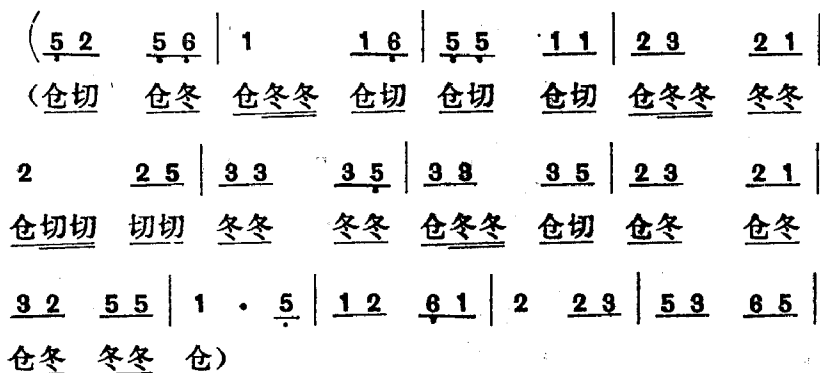 (5 2 5 6 | 1 1 6 | 5 5 1 1 | 2 3 2 1 |
(仓切 仓冬 仓冬冬 仓切 仓切 仓切 仓冬冬 冬冬
2 2 5 | 3 3 3 5 | 3 3 3 5 | 2 3 2 1 |
仓切切 切切 冬冬 冬冬 仓冬冬 仓切 仓冬 仓冬
3 2 5 5 | 1 · 5 | 1 2 6 1 | 2 2 3 | 5 3 6 5 |
仓冬 冬冬 仓)